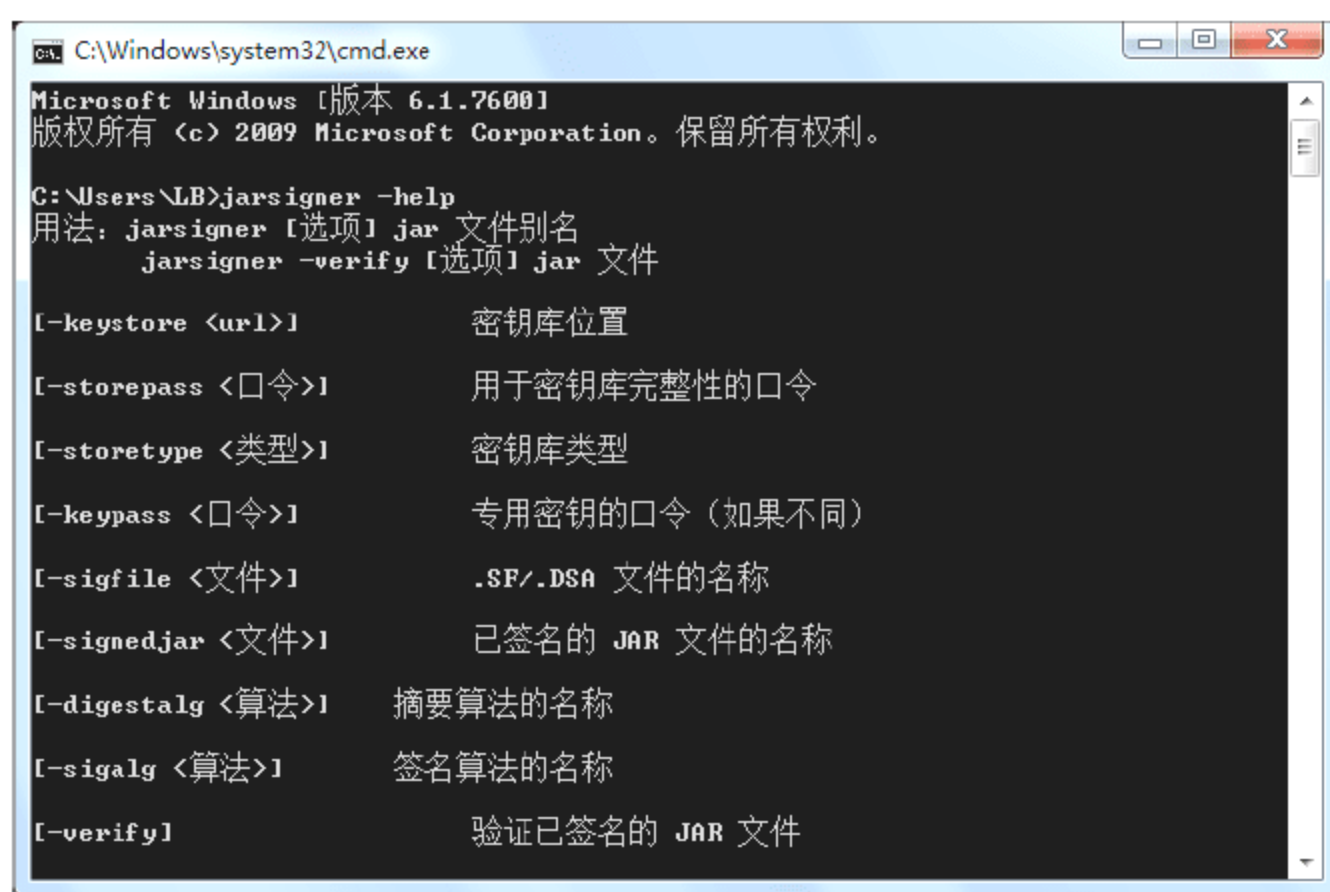 C:\Windows\system32\cmd.exe
Microsoft Windows [版本 6.1.7600]
版权所有 (c) 2009 Microsoft Corporation。保留所有权利。
C:\Users\LB>jarsigner -help
用法：jarsigner [选项] jar 文件别名
jarsigner -verify [选项] jar 文件
[-keystore <url>] 密钥库位置
[-storepass <口令>] 用于密钥库完整性的口令
[-storetype <类型>] 密钥库类型
[-keypass <口令>] 专用密钥的口令（如果不同）
[-sigfile <文件>] .SF/.DSA 文件的名称
[-signedjar <文件>] 已签名的 JAR 文件的名称
[-digestalg <算法>] 摘要算法的名称
[-sigalg <算法>] 签名算法的名称
[-verify] 验证已签名的 JAR 文件